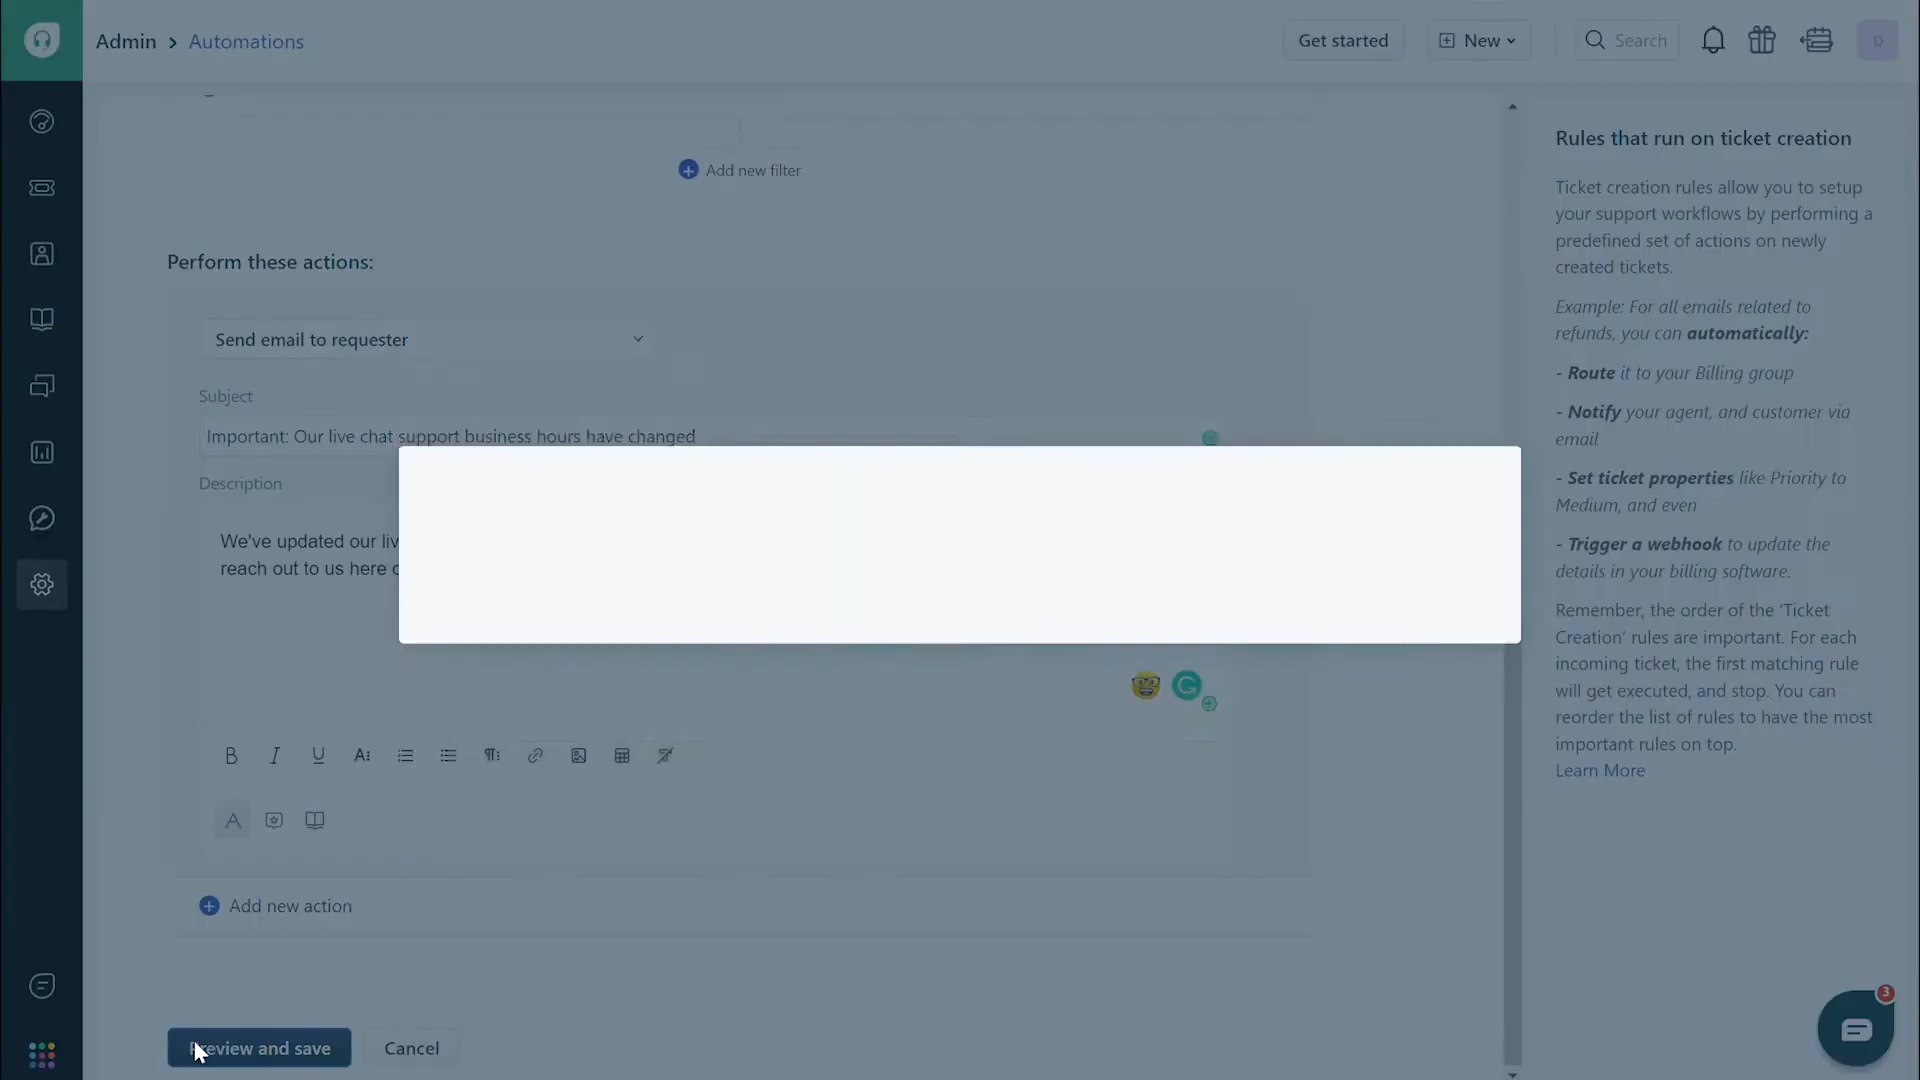 Admin > Automations
Get started
New
Search
D
Add new filter
Perform these actions:
Send email to requester
Subject
Important: Our live chat support business hours have changed
Description
We've updated our liv
reach out to us here
Add new action
Preview and save
Cancel
Rules that run on ticket creation
Ticket creation rules allow you to setup
your support workflows by performing a
predefined set of actions on newly
created tickets.
Example: For all emails related to
refunds, you can automatically:
- Route it to your Billing group
- Notify your agent, and customer via
email
- Set ticket properties like Priority to
Medium, and even
- Trigger a webhook to update the
details in your billing software.
Remember, the order of the ‘Ticket
Creation’ rules are important. For each
incoming ticket, the first matching rule
will get executed, and stop. You can
reorder the list of rules to have the most
important rules on top.
Learn More
3